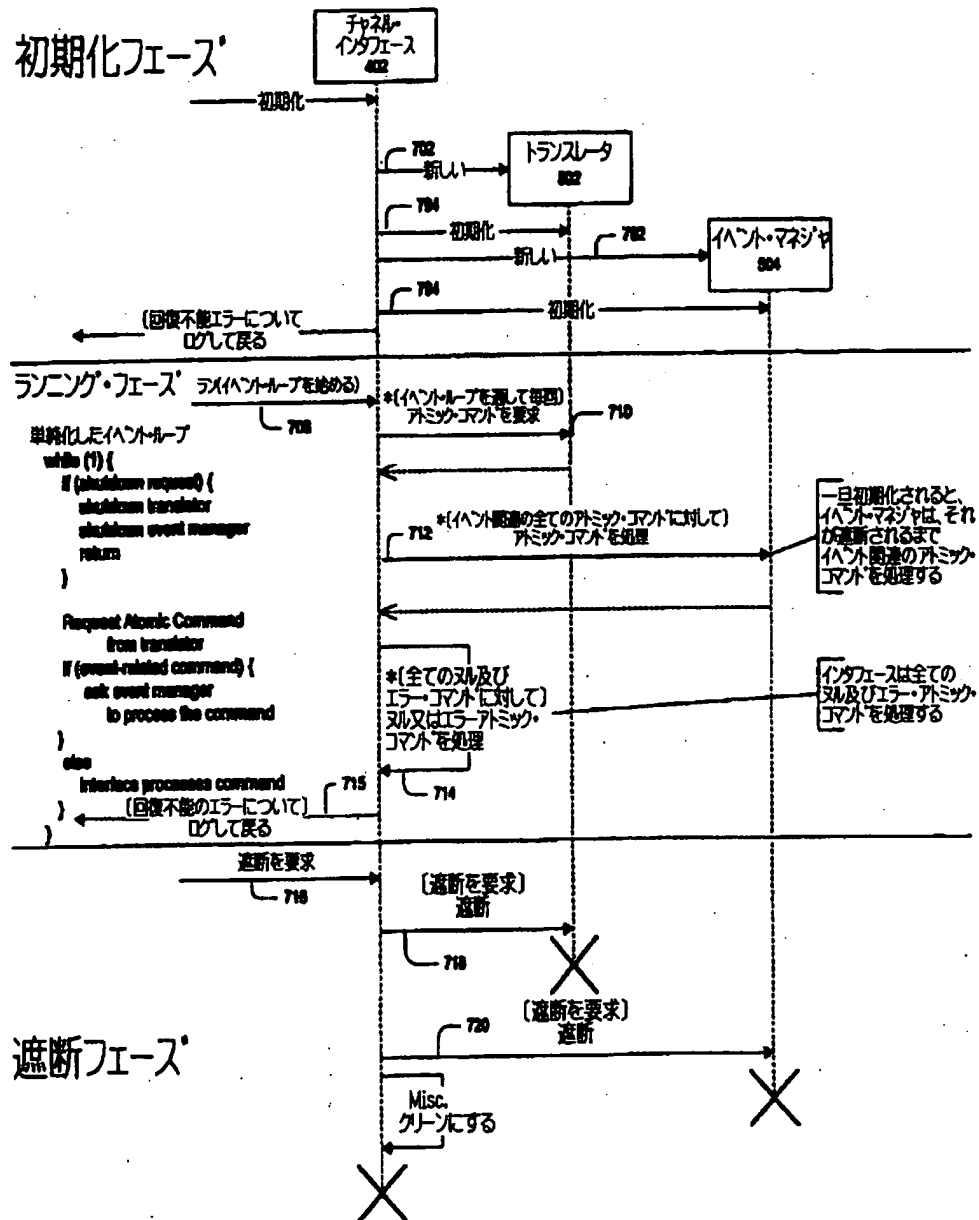 初期化フェーズ
チャネル・
インタフェース
402
初期化
702
新しい
トランスレータ
502
704
初期化
702
新しい
イベント・マネジャ
504
704
初期化
〔回復不能エラーについて
ログして戻る
ランニング・フェーズ
ラン(イベント・ループを始める)
708
*〔イベント・ループを通して毎回〕
アトミック・コマンドを要求
710
単純化したイベント・ループ
while (1) {
if (shutdown request) {
shutdown translator
shutdown event manager
return
}
712
*〔イベント関連の全てのアトミック・コマンドに対して〕
アトミック・コマンドを処理
一旦初期化されると、
イベント・マネジャは、それ
が遮断されるまで
イベント関連のアトミック・
コマンドを処理する
Request Atomic Command
from translator
if (event-related command) {
ask event manager
to process the command
}
else
interface processes command
}
}
*〔全てのヌル及び
エラー・コマンドに対して〕
ヌル又はエラーアトミック・
コマンドを処理
714
インタフェースは全ての
ヌル及びエラー・アトミック・
コマンドを処理する
715
〔回復不能のエラーについて〕
ログして戻る
遮断を要求
716
〔遮断を要求〕
遮断
718
〔遮断を要求〕
遮断
720
遮断フェーズ
Misc.
クリーンにする